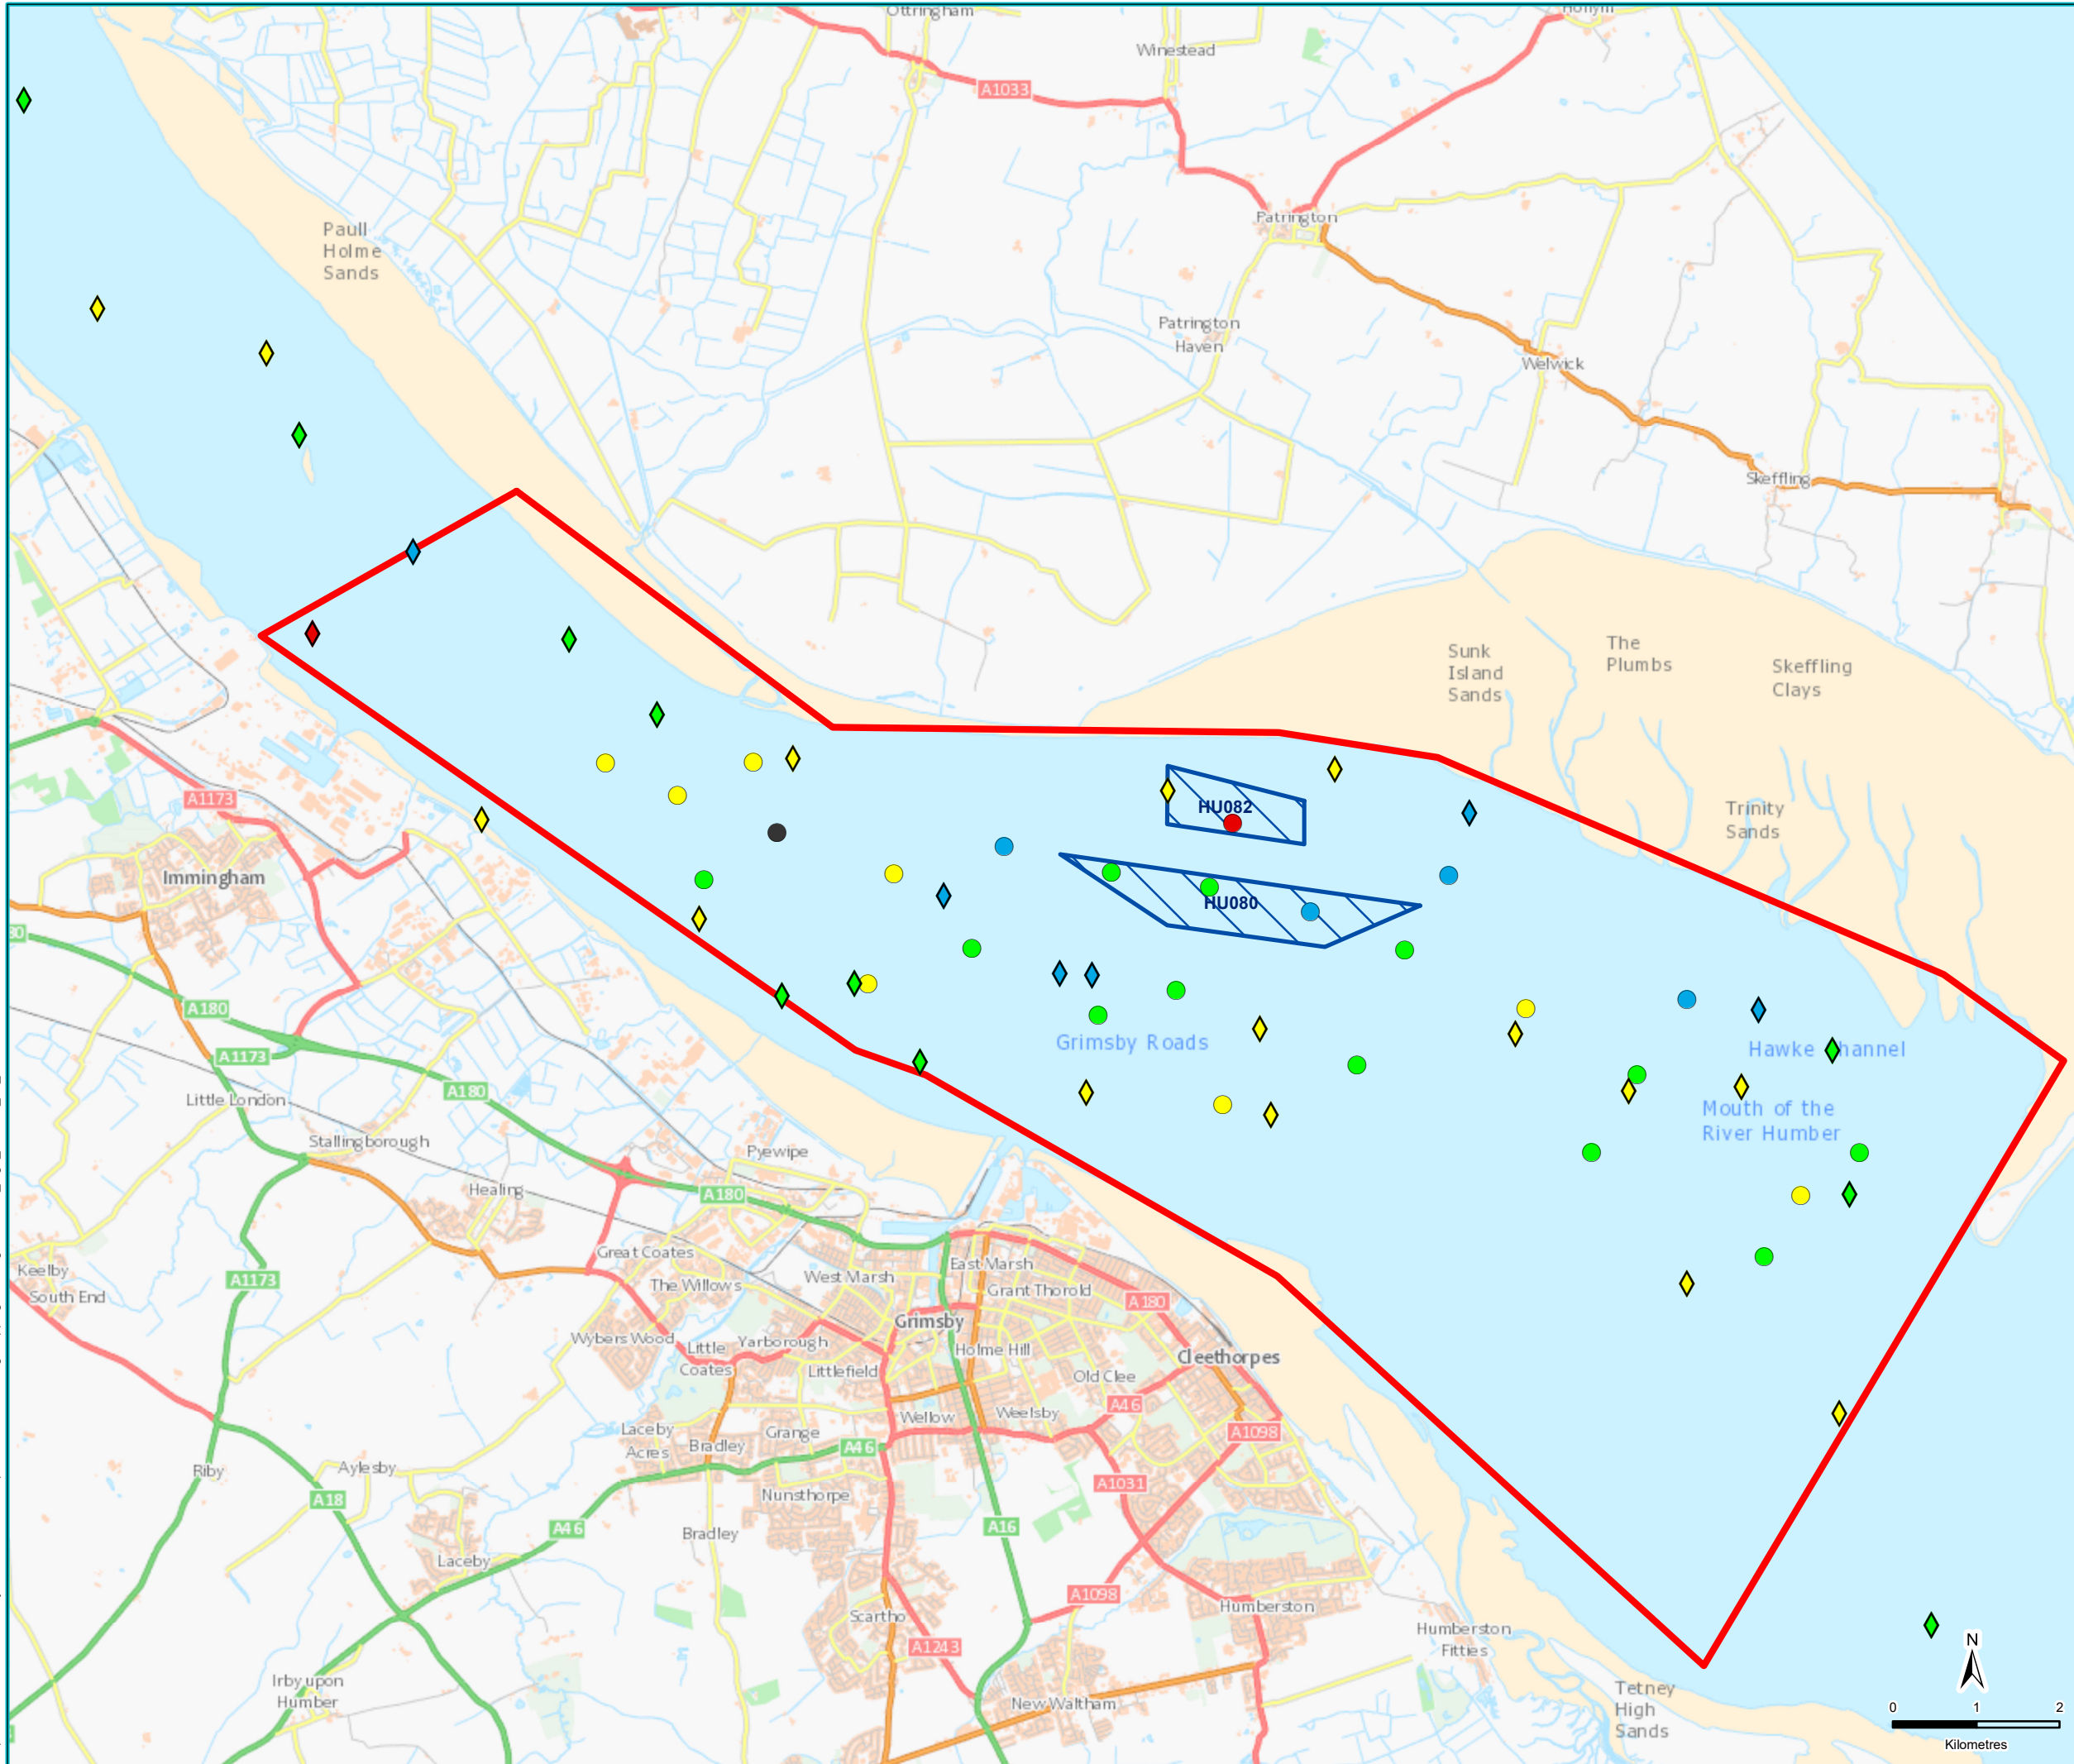 Ottringham
Hollym
Winestead
A1033
Patrington
Paull
Holme
Sands
Patrington
Haven
Welwick
Skeffling
Sunk
Island
Sands
The
Plumbs
Skeffling
Clays
Trinity
Sands
A1173
HU082
Immingham
HU080
A180
Grimsby Roads
Hawke Channel
A1173
A180
Little London
Mouth of the
River Humber
Stallingborough
Pyewipe
Healing
A180
Great Coates
East Marsh
Keelby
A1173
The Willows
West Marsh
Grant Thorold
South End
A180
Grimsby
Wybers Wood
Little
Coates
Yarborough
Holme Hill
Cleethorpes
Littlefield
Old Clee
A46
Wellow
Weelsby
Laceby
Acres
Bradley
Grange
A46
A1098
Riby
Aylesby
A1031
A18
Nunsthorpe
A46
Bradley
A16
Laceby
A1098
Scartho
Humberston
A1243
Humberston
Fitties
Irby upon
Humber
New Waltham
Tetney
High
Sands
N
0 1 2
Kilometres